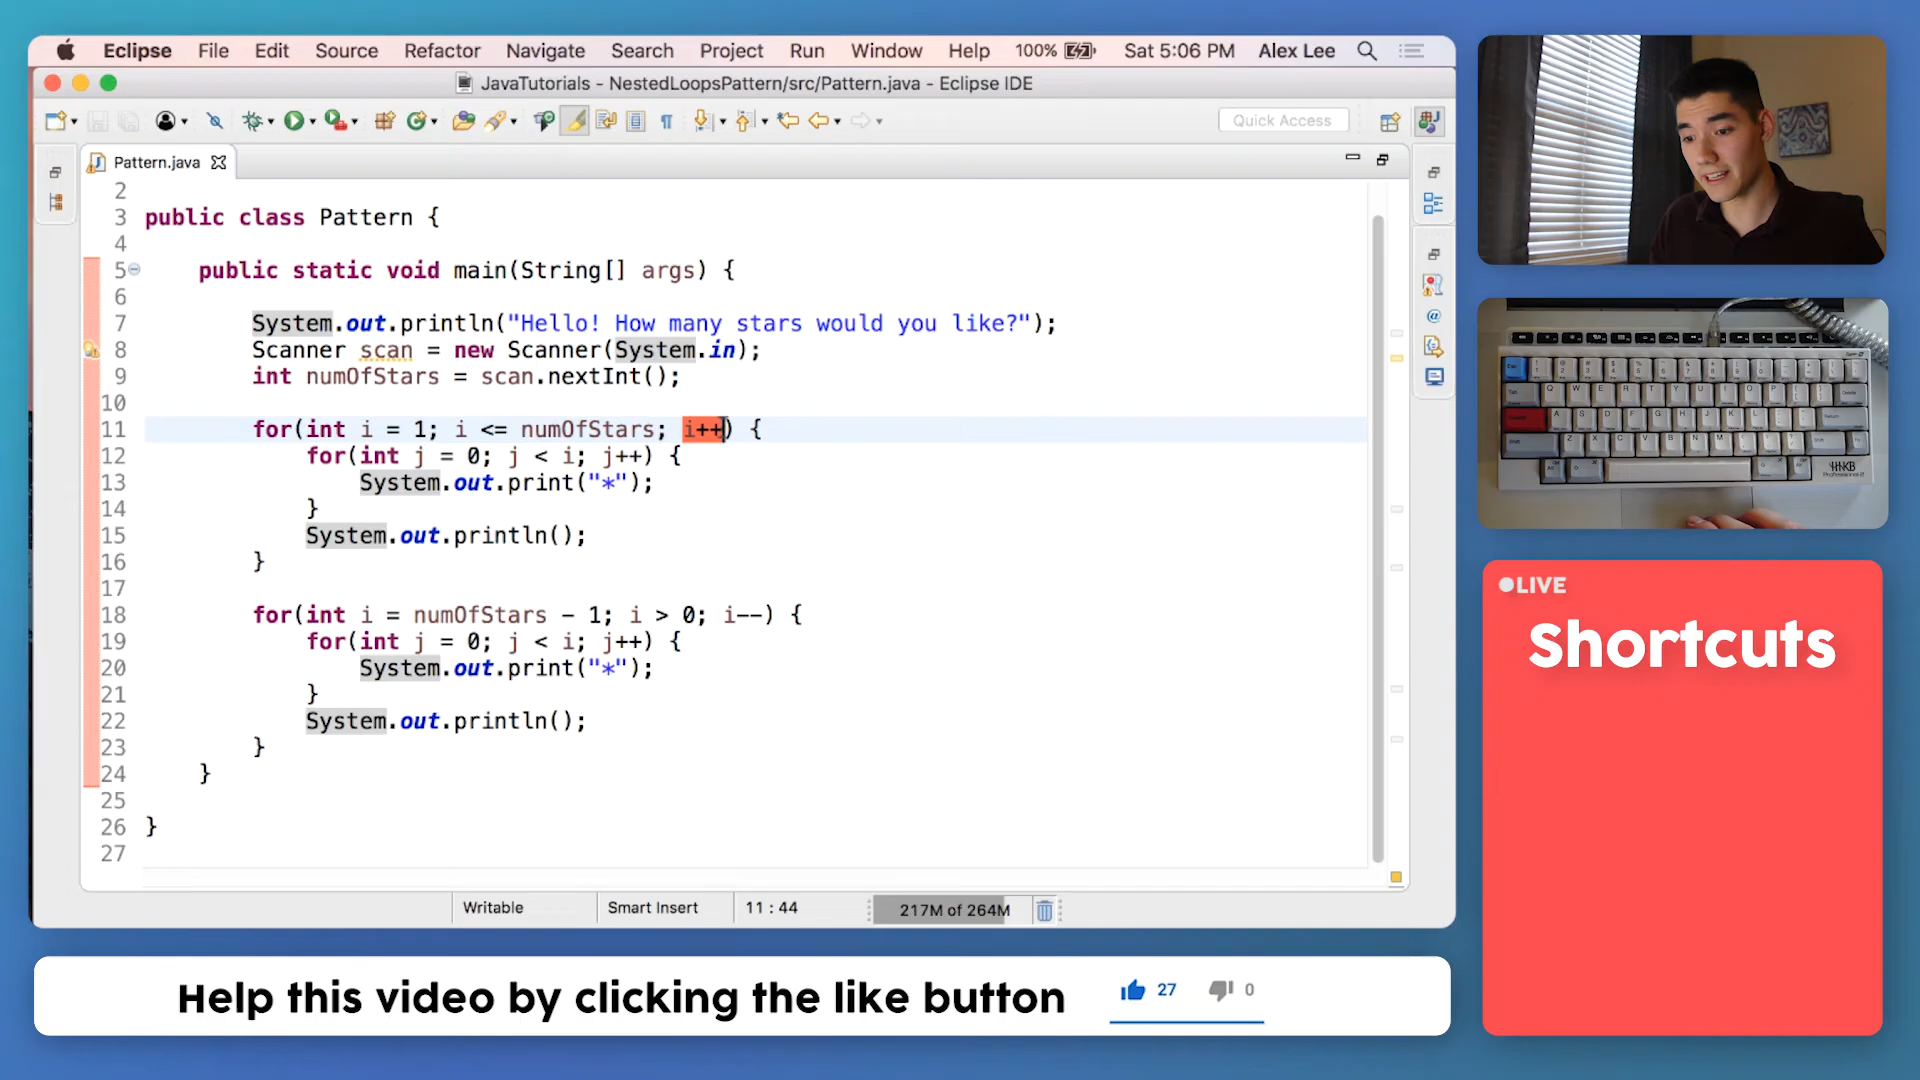 Eclipse File Edit Source Refactor Navigate Search Project Run Window Help 100% Sat 5:06 PM Alex Lee
JavaTutorials - NestedLoopsPattern/src/Pattern.java - Eclipse IDE
Quick Access
Pattern.java
2
3 public class Pattern {
4
5 public static void main(String[] args) {
6
7 System.out.println("Hello! How many stars would you like?");
8 Scanner scan = new Scanner(System.in);
9 int numOfStars = scan.nextInt();
10
11 for(int i = 1; i <= numOfStars; i++) {
12 for(int j = 0; j < i; j++) {
13 System.out.print("*");
14 }
15 System.out.println();
16 }
17
18 for(int i = numOfStars - 1; i > 0; i--) {
19 for(int j = 0; j < i; j++) {
20 System.out.print("*");
21 }
22 System.out.println();
23 }
24 }
25
26 }
27
Writable Smart Insert 11 : 44 217M of 264M
LIVE
Shortcuts
Help this video by clicking the like button 27 0